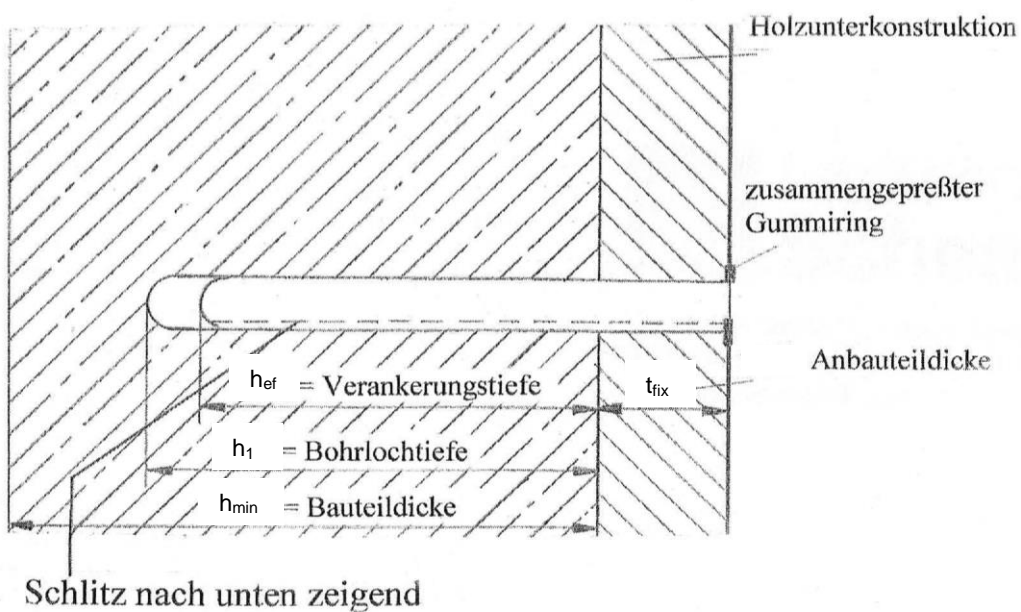 Holzunterkonstruktion
zusammengepreßter
Gummiring
Anbauteildicke
hef = Verankerungstiefe
tfix
h1 = Bohrlochtiefe
hmin = Bauteildicke
Schlitz nach unten zeigend